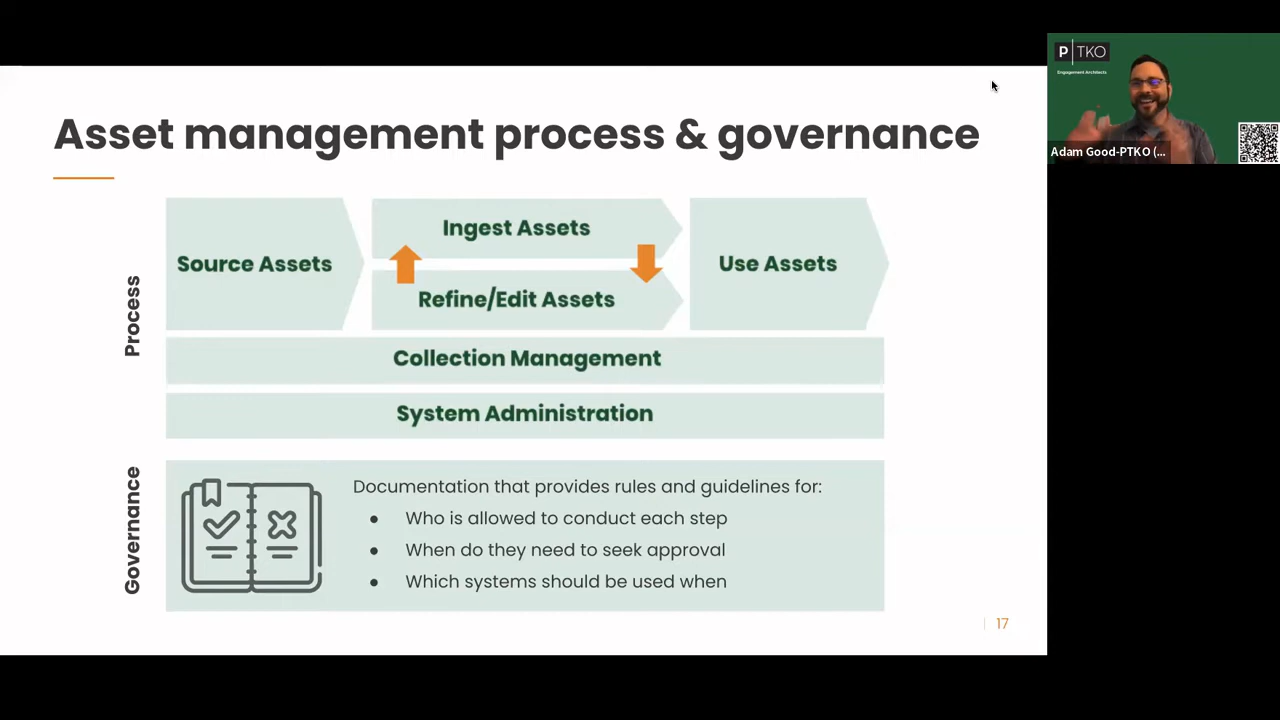 Asset management process & governance
Process
Source Assets
Ingest Assets
Refine/Edit Assets
Use Assets
Collection Management
System Administration
Governance
Documentation that provides rules and guidelines for:
● Who is allowed to conduct each step
● When do they need to seek approval
● Which systems should be used when
17
P|TKO
Engagement Architects
Adam Good-PTKO (...